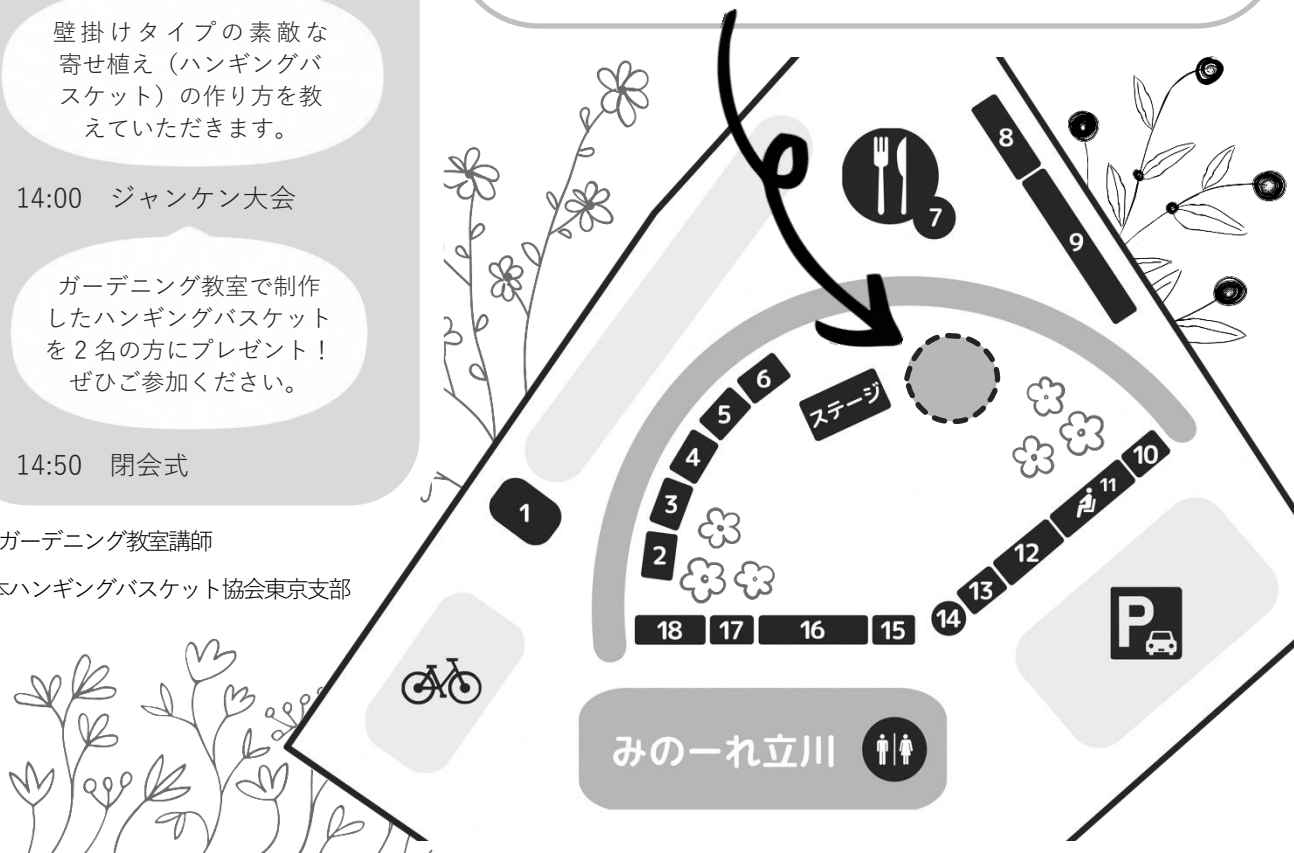 壁掛けタイプの素敵な
寄せ植え（ハンギングバ
スケット）の作り方を教
えていただきます。
14:00　ジャンケン大会
ガーデニング教室で制作
したハンギングバスケット
を２名の方にプレゼント！
ぜひご参加ください。
14:50　閉会式
ガーデニング教室講師
ハンギングバスケット協会東京支部
8
7
9
6
ステージ
5
4
10
11
3
1
2
12
13
14
18
17
16
15
P
みのーれ立川